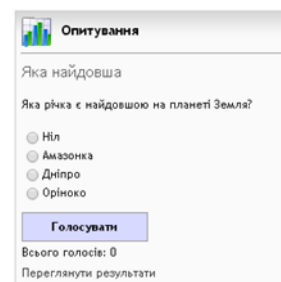 Опитування
Яка найдовша
Яка річка є найдовшою на планеті Земля?
Ніл
Амазонка
Дніпро
Оріноко
Голосувати
Всього голосів: 0
Переглянути результати